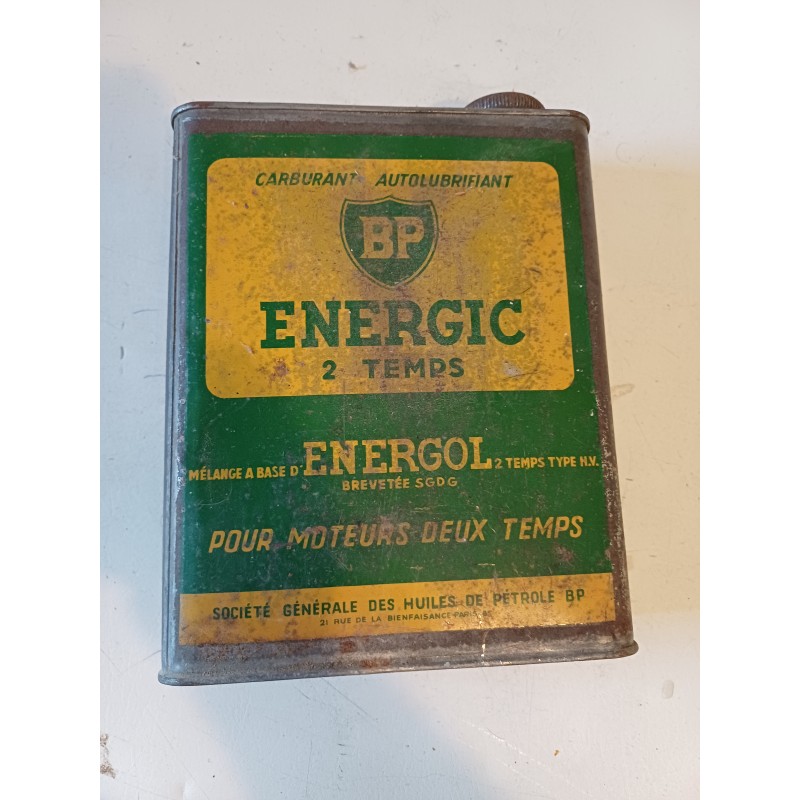 CARBURANT AUTOLUBRIFIANT
BP
ENERGIC
2 TEMPS
MÉLANGE A BASE D'ENERGOL 2 TEMPS TYPE H.V.
BREVETÉE SGDG
POUR MOTEURS DEUX TEMPS
SOCIÉTÉ GÉNÉRALE DES HUILES DE PÉTROLE BP
21 RUE DE LA BIENFAISANCE-PARIS-8E